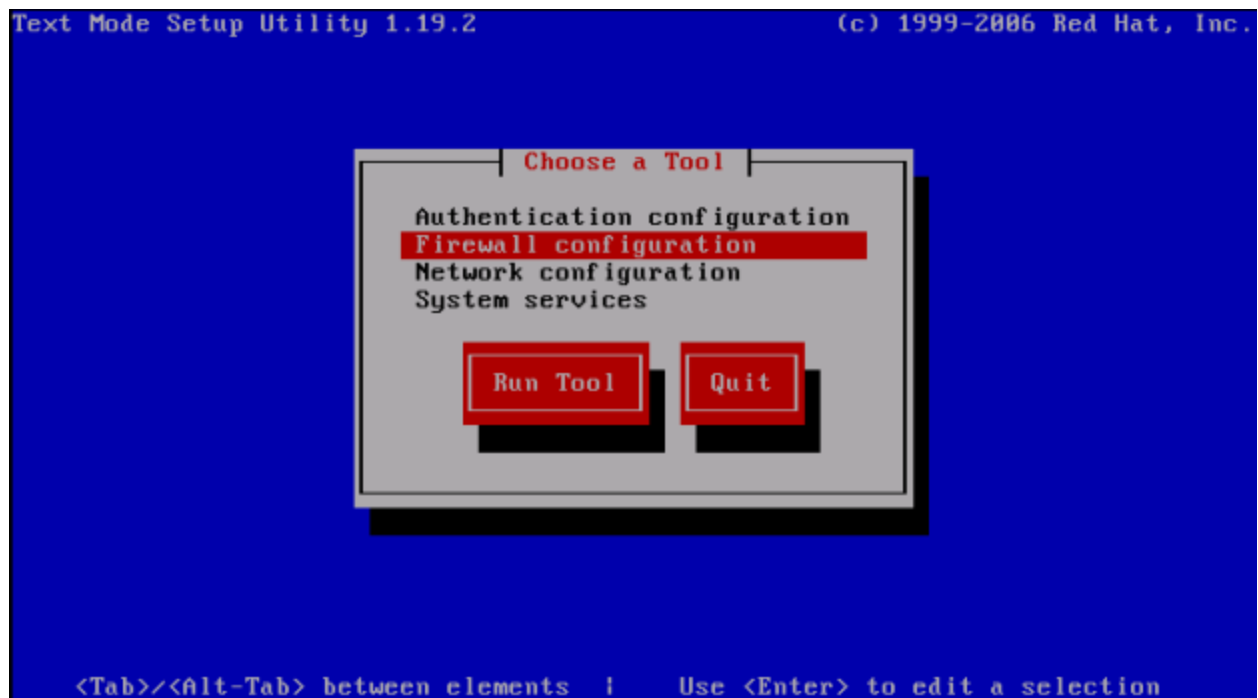 Text Mode Setup Utility 1.19.2 (c) 1999-2006 Red Hat, Inc.
Choose a Tool
Authentication configuration
Firewall configuration
Network configuration
System services
Run Tool Quit
<Tab>/<Alt-Tab> between elements | Use <Enter> to edit a selection